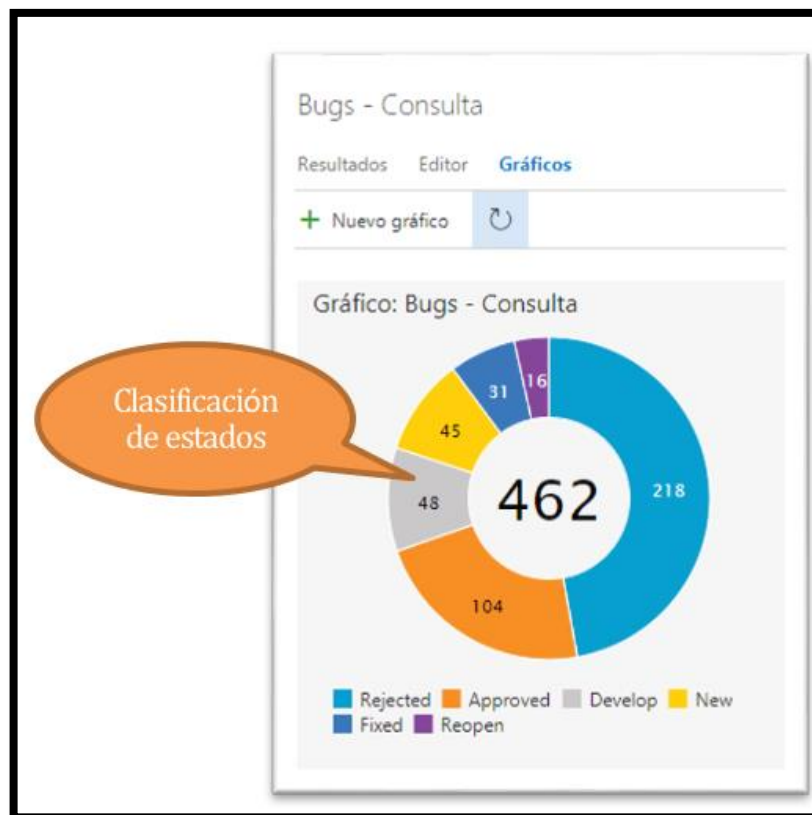 Bugs - Consulta
Resultados Editor Gráficos
+ Nuevo gráfico
Gráfico: Bugs - Consulta
Clasificación
de estados
16
31
45
218
48
462
104
Rejected Approved Develop New
Fixed Reopen